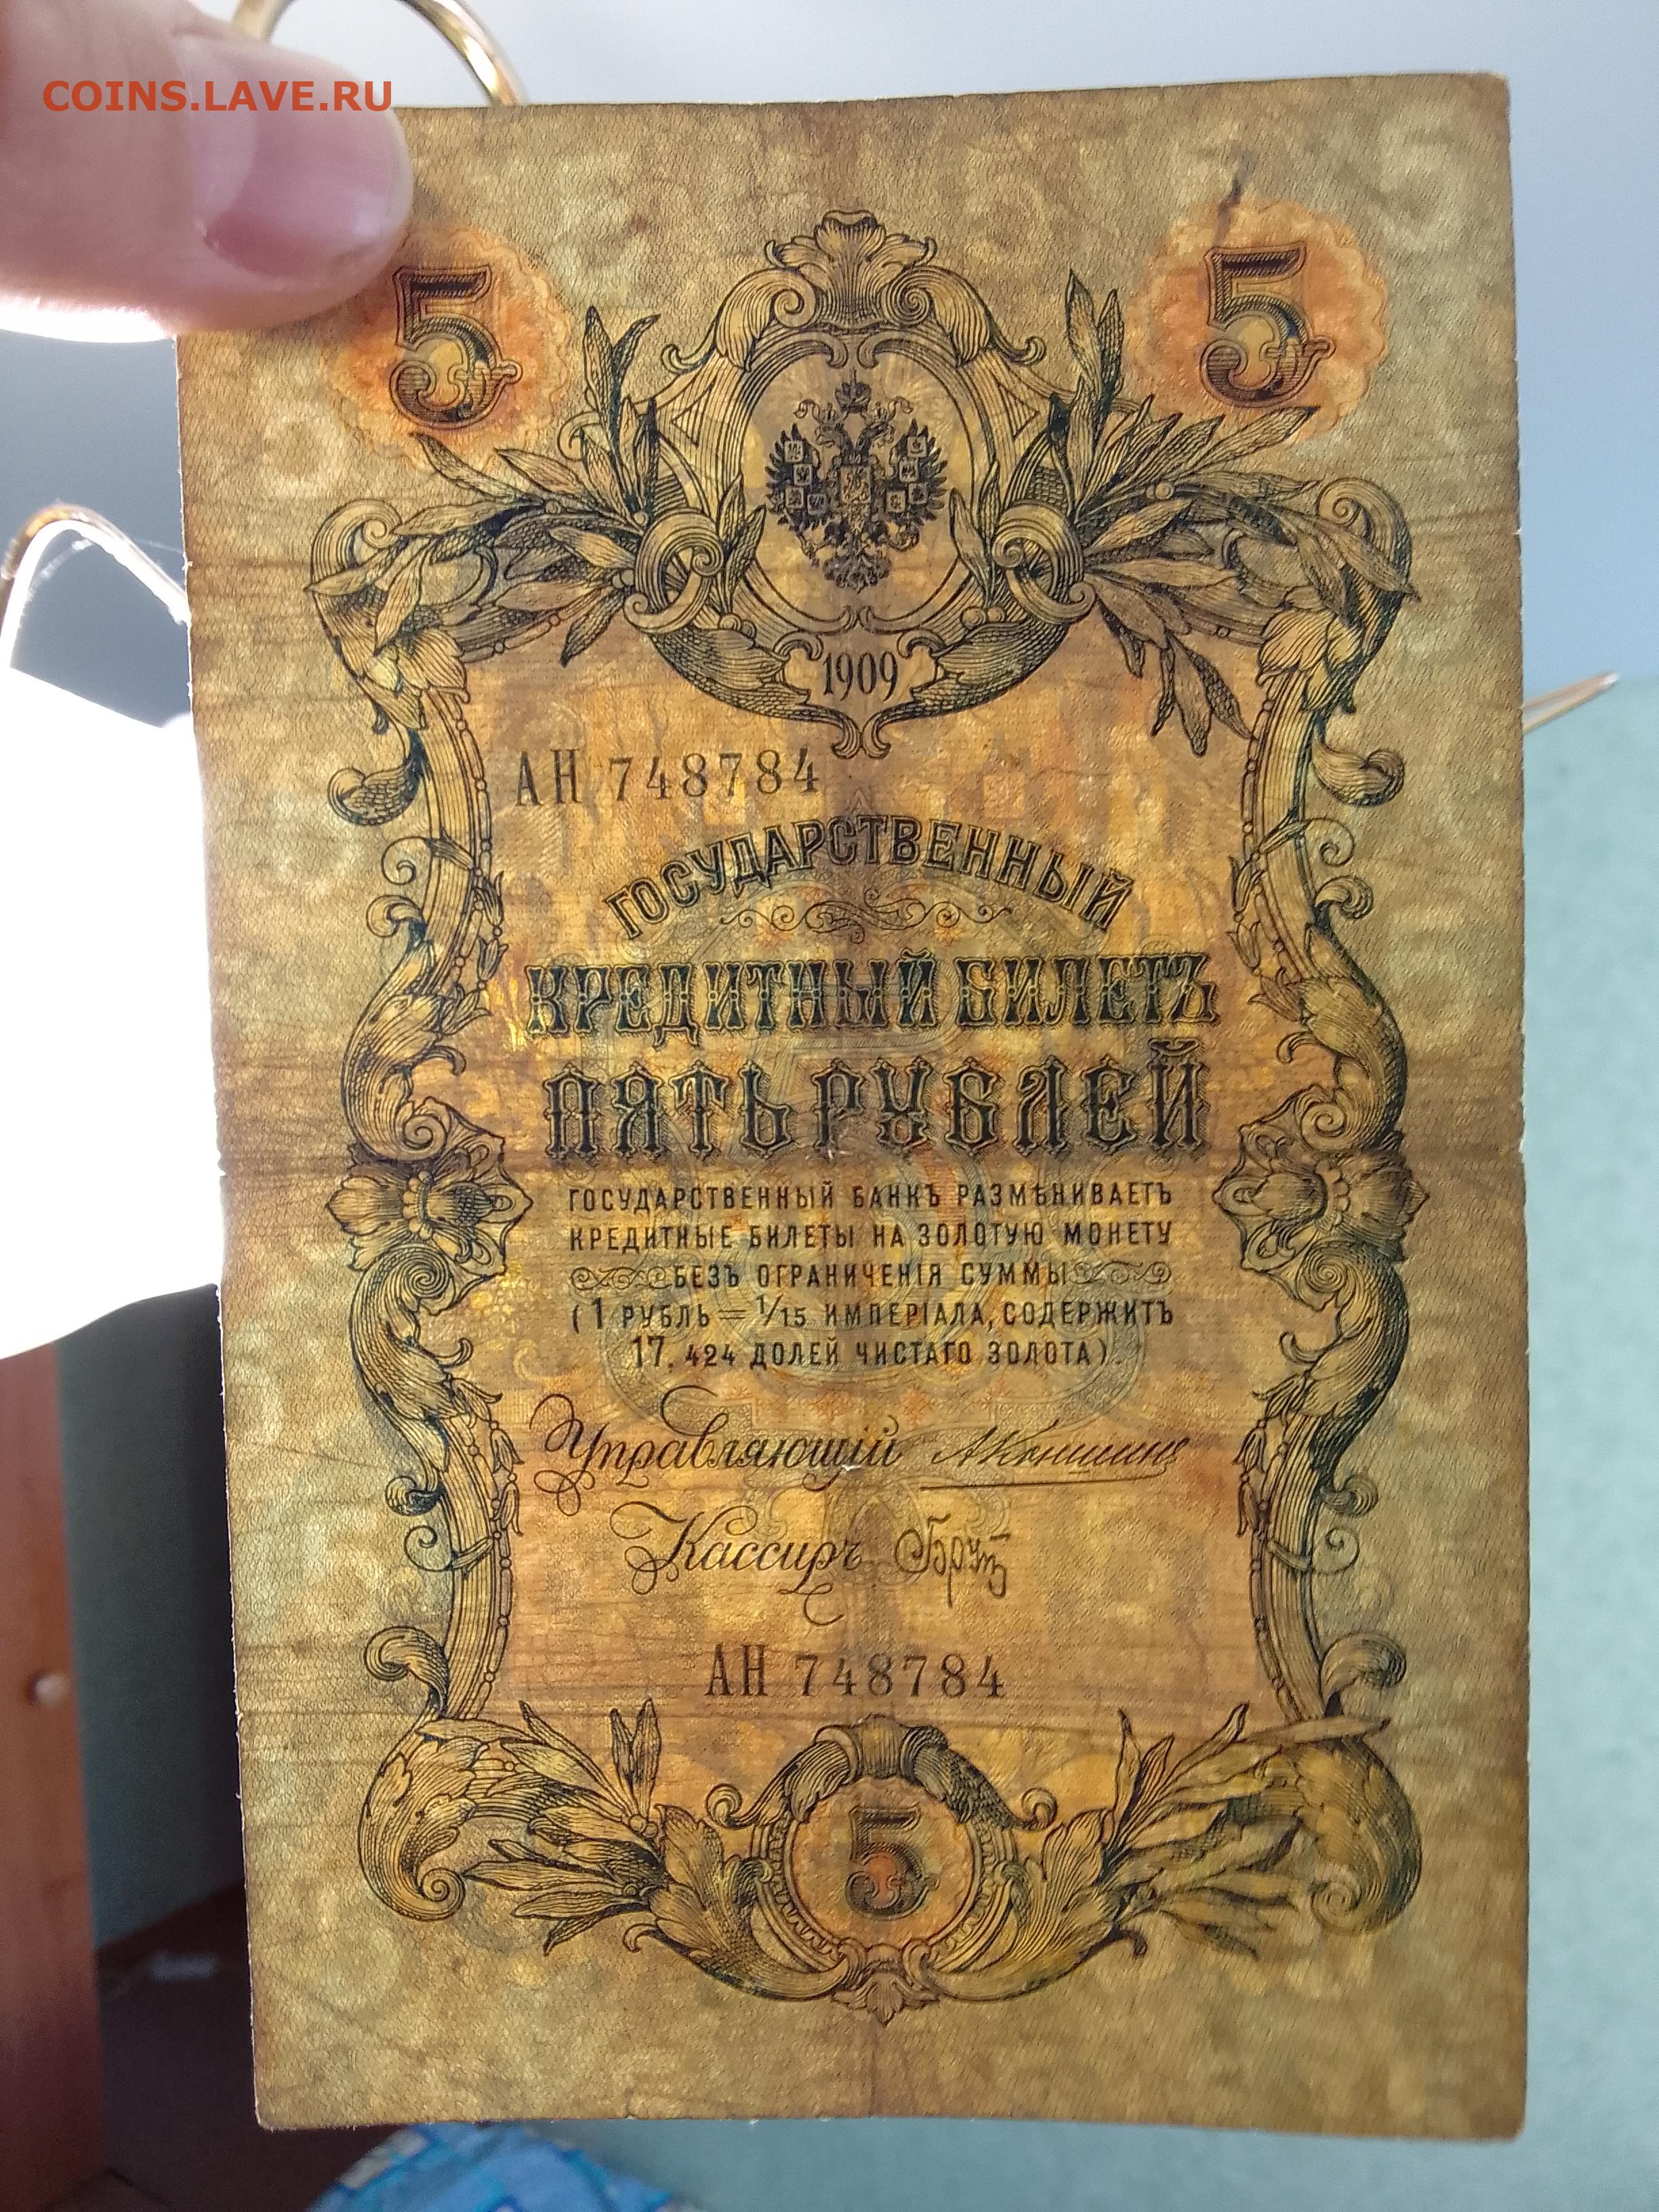 COINS.LAVE.RU
5 5
1909
АН 748784
ГОСУДАРСТВЕННЫЙ
КРЕДИТНЫЙ БИЛЕТЪ
ПЯТЬ РУБЛЕЙ
ГОСУДАРСТВЕННЫЙ БАНКЪ РАЗМѢНИВАЕТЪ
КРЕДИТНЫЕ БИЛЕТЫ НА ЗОЛОТУЮ МОНЕТУ
БЕЗЪ ОГРАНИЧЕНІЯ СУММЫ
(1 РУБЛЬ = 1/15 ИМПЕРІАЛА, СОДЕРЖИТЪ
17, 424 ДОЛЕЙ ЧИСТАГО ЗОЛОТА).
Управляющій АКоншинъ
Кассиръ Брутъ
АН 748784
5